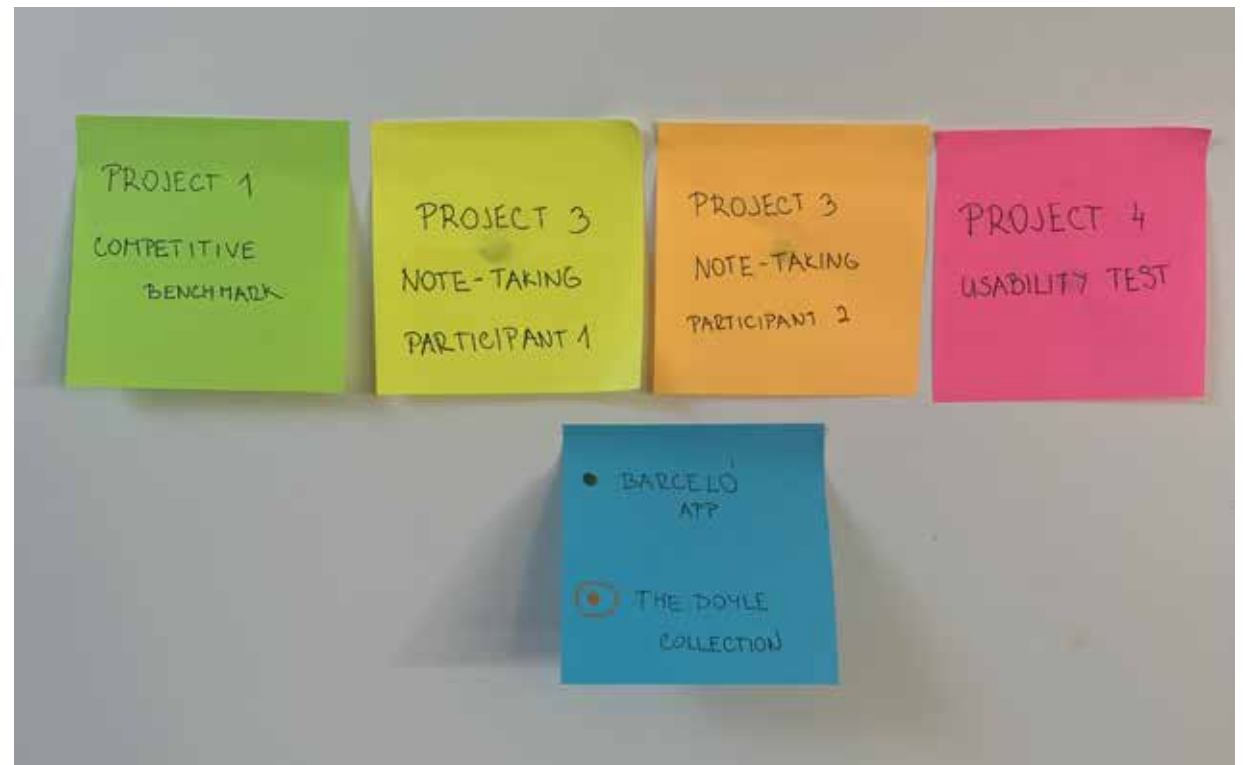 PROJECT 1
COMPETITIVE
BENCHMARK
PROJECT 3
NOTE-TAKING
PARTICIPANT 1
PROJECT 3
NOTE-TAKING
PARTICIPANT 2
PROJECT 4
USABILITY TEST
• BARCELÓ
APP
• THE DOYLE
COLLECTION